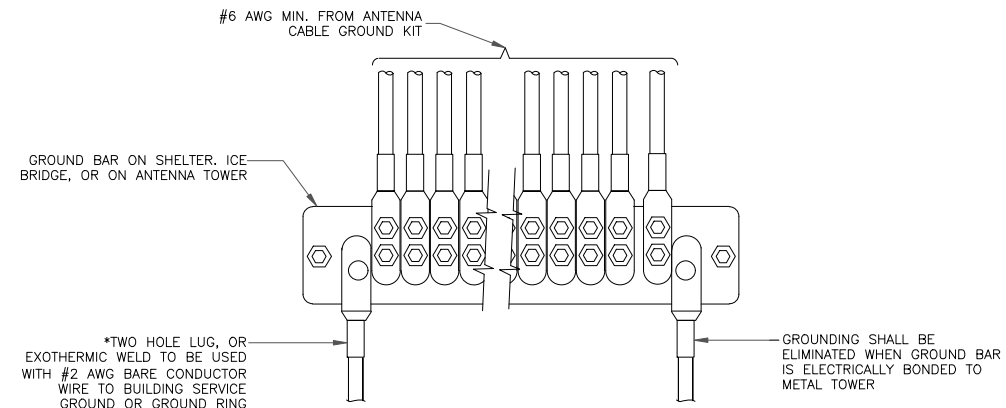 #6 AWG MIN. FROM ANTENNA
CABLE GROUND KIT
GROUND BAR ON SHELTER. ICE
BRIDGE, OR ON ANTENNA TOWER
*TWO HOLE LUG, OR
EXOTHERMIC WELD TO BE USED
WITH #2 AWG BARE CONDUCTOR
WIRE TO BUILDING SERVICE
GROUND OR GROUND RING
GROUNDING SHALL BE
ELIMINATED WHEN GROUND BAR
IS ELECTRICALLY BONDED TO
METAL TOWER